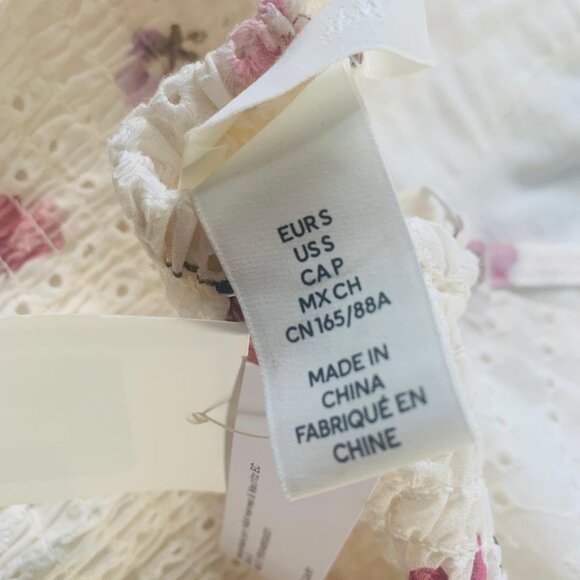 EUR S
US S
CA P
MX CH
CN 165/88A
MADE IN
CHINA
FABRIQUÉ EN
CHINE